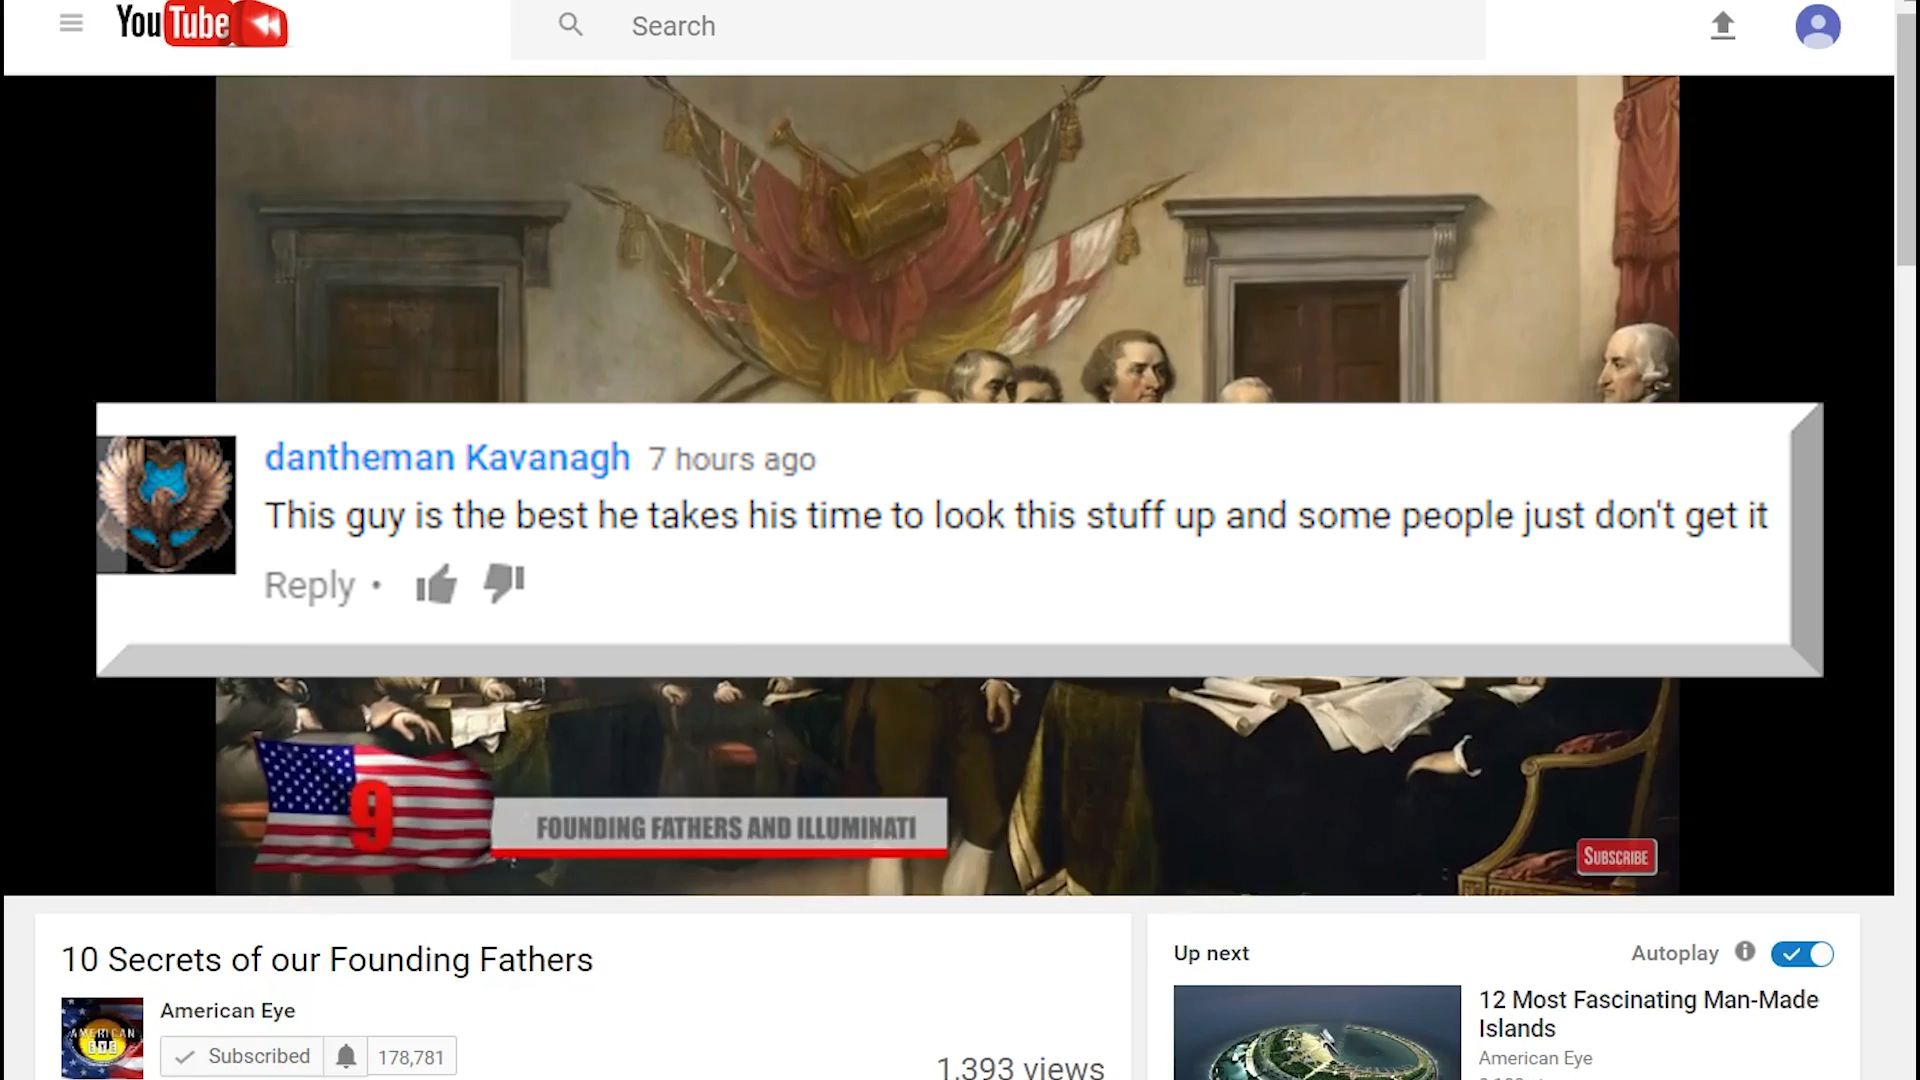 YouTube
Search
dantheman Kavanagh 7 hours ago
This guy is the best he takes his time to look this stuff up and some people just don't get it
Reply •
9
FOUNDING FATHERS AND ILLUMINATI
SUBSCRIBE
10 Secrets of our Founding Fathers
AMERICAN
EYE
American Eye
Subscribed 178,781
1,393 views
Up next
Autoplay
12 Most Fascinating Man-Made
Islands
American Eye